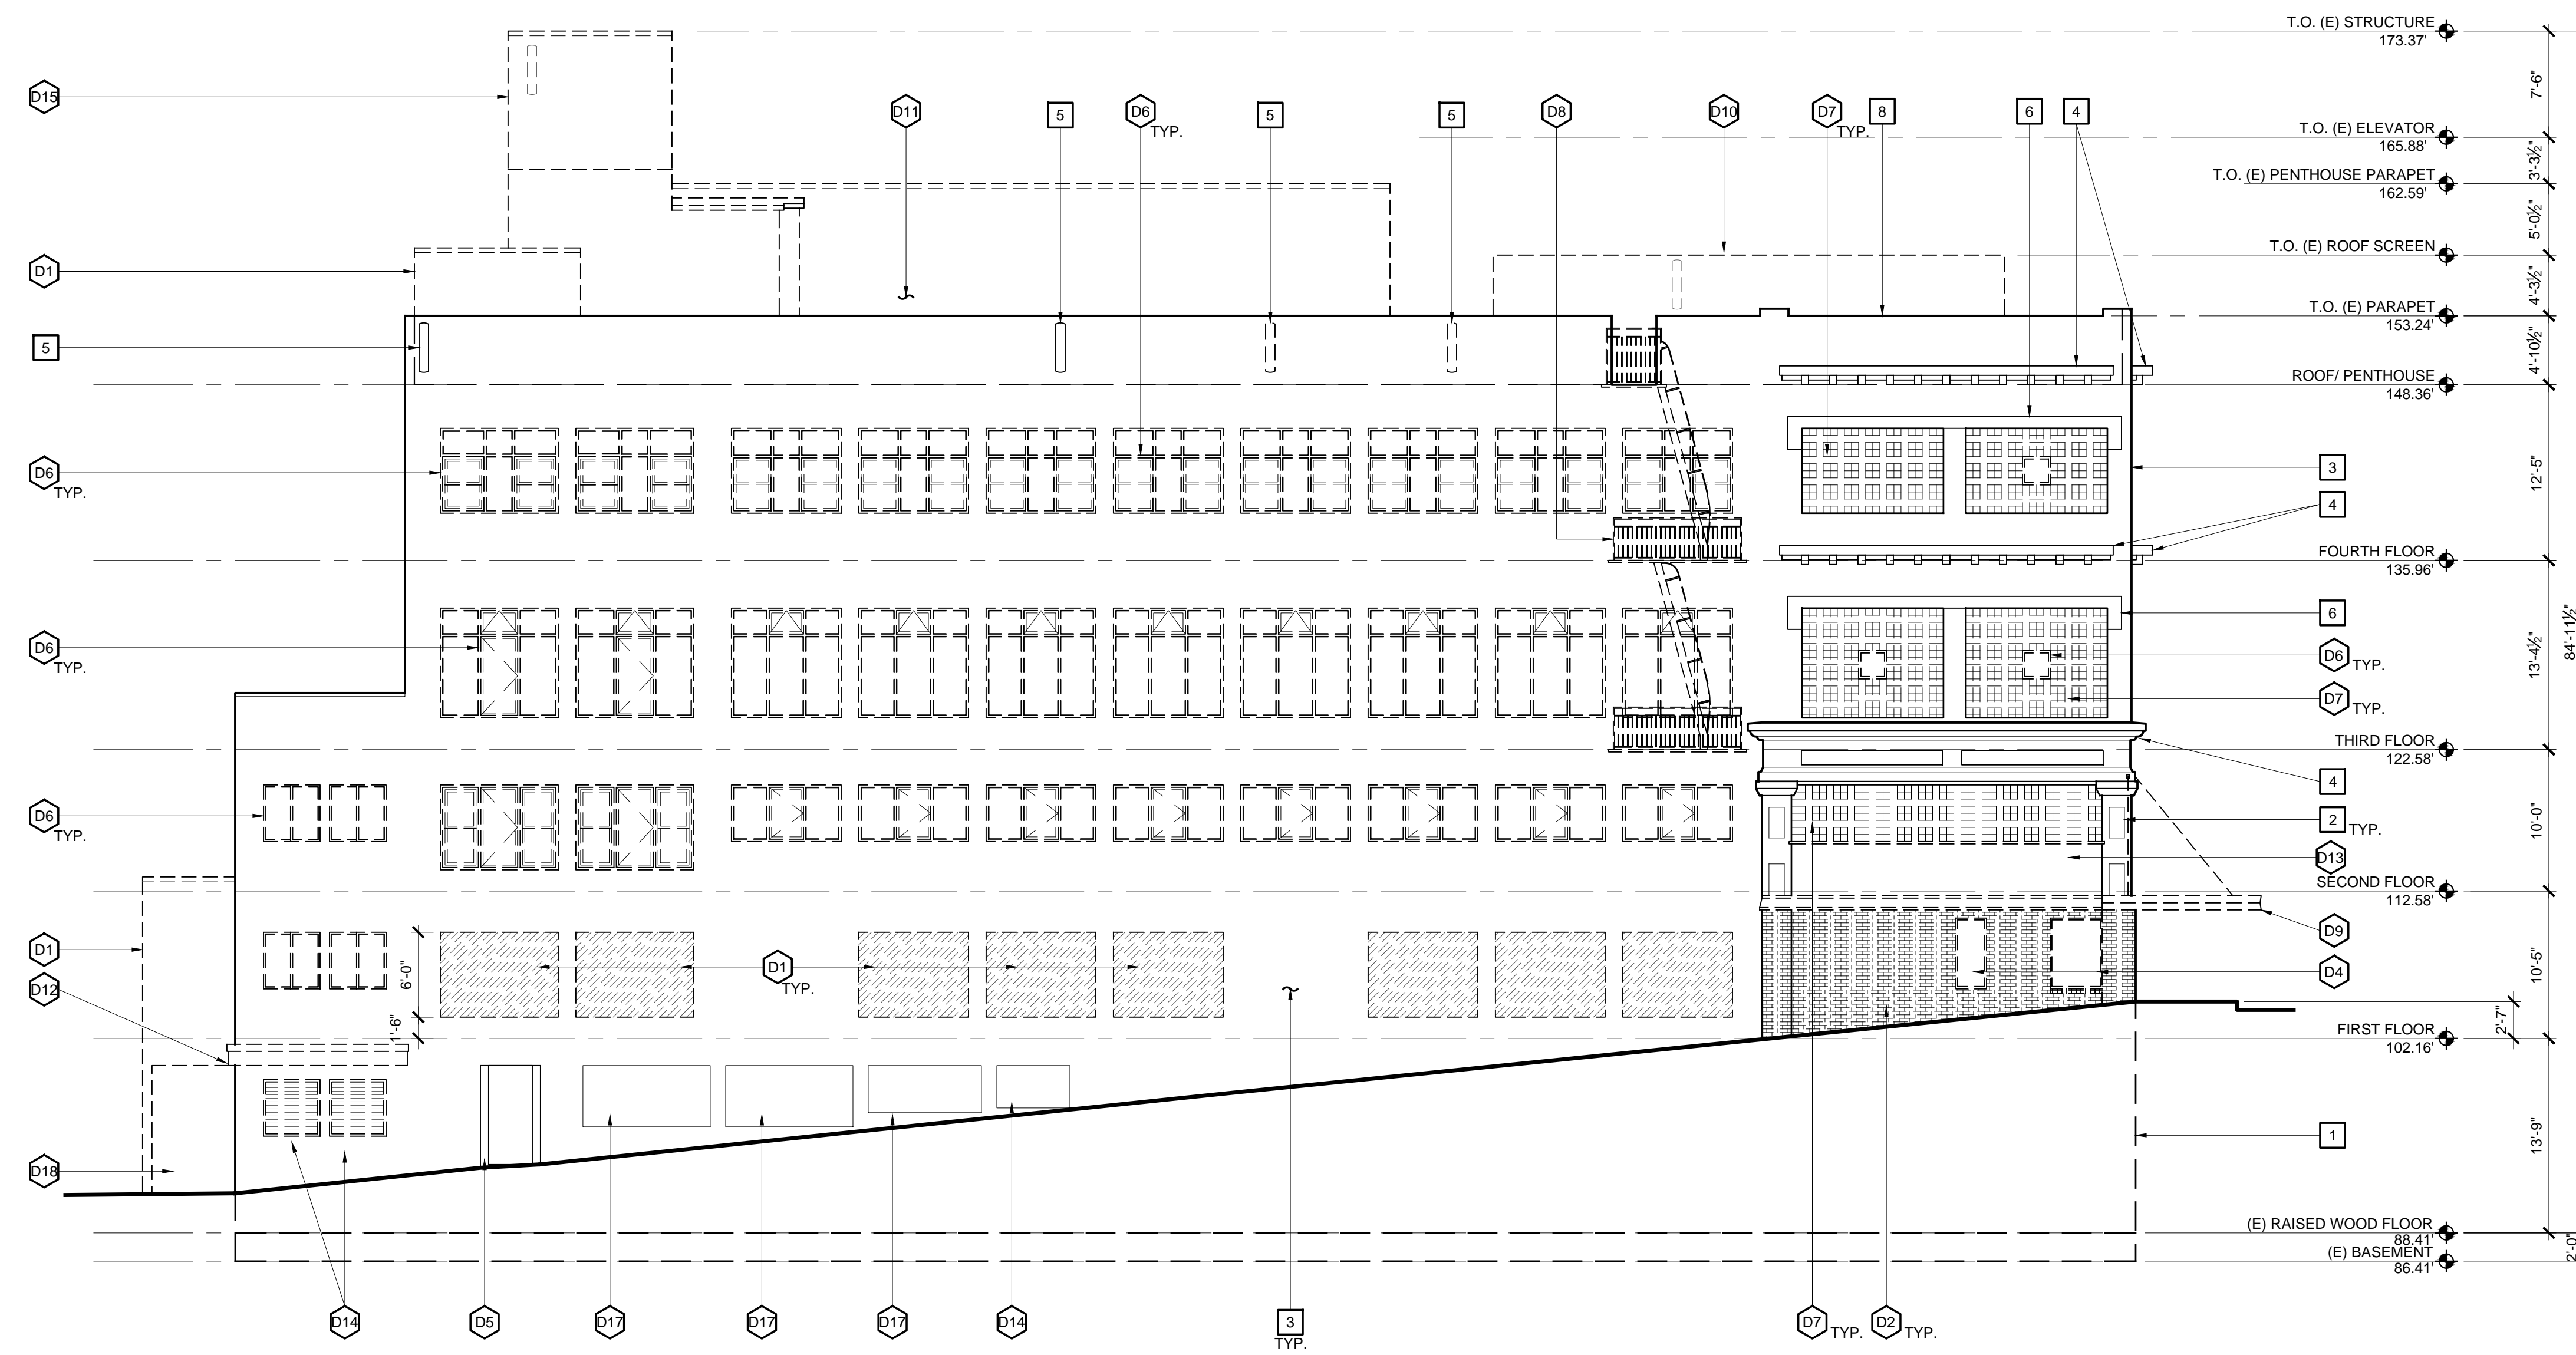 T.O. (E) STRUCTURE
173.37'
7'-6"
D15
D11
5
D6
TYP.
5
5
D8
D10
D7
TYP.
8
6
4
T.O. (E) ELEVATOR
165.88'
3'-3½"
T.O. (E) PENTHOUSE PARAPET
162.59'
5'-0½"
D1
T.O. (E) ROOF SCREEN
4'-3½"
T.O. (E) PARAPET
153.24'
5
4'-10½"
ROOF/ PENTHOUSE
148.36'
D6
TYP.
3
12'-5"
4
FOURTH FLOOR
135.96'
6
D6
TYP.
D6
TYP.
13'-4½"
84'-11½"
D7
TYP.
THIRD FLOOR
122.58'
4
D6
TYP.
2
TYP.
10'-0"
D13
SECOND FLOOR
112.58'
D1
D9
6'-0"
D1
TYP.
D4
10'-5"
D12
1'-6"
2'-7"
FIRST FLOOR
102.16'
1
13'-9"
D18
(E) RAISED WOOD FLOOR
88.41'
(E) BASEMENT
86.41'
2'-0"
D14
D5
D17
D17
D17
D14
3
TYP.
D7
TYP.
D2
TYP.